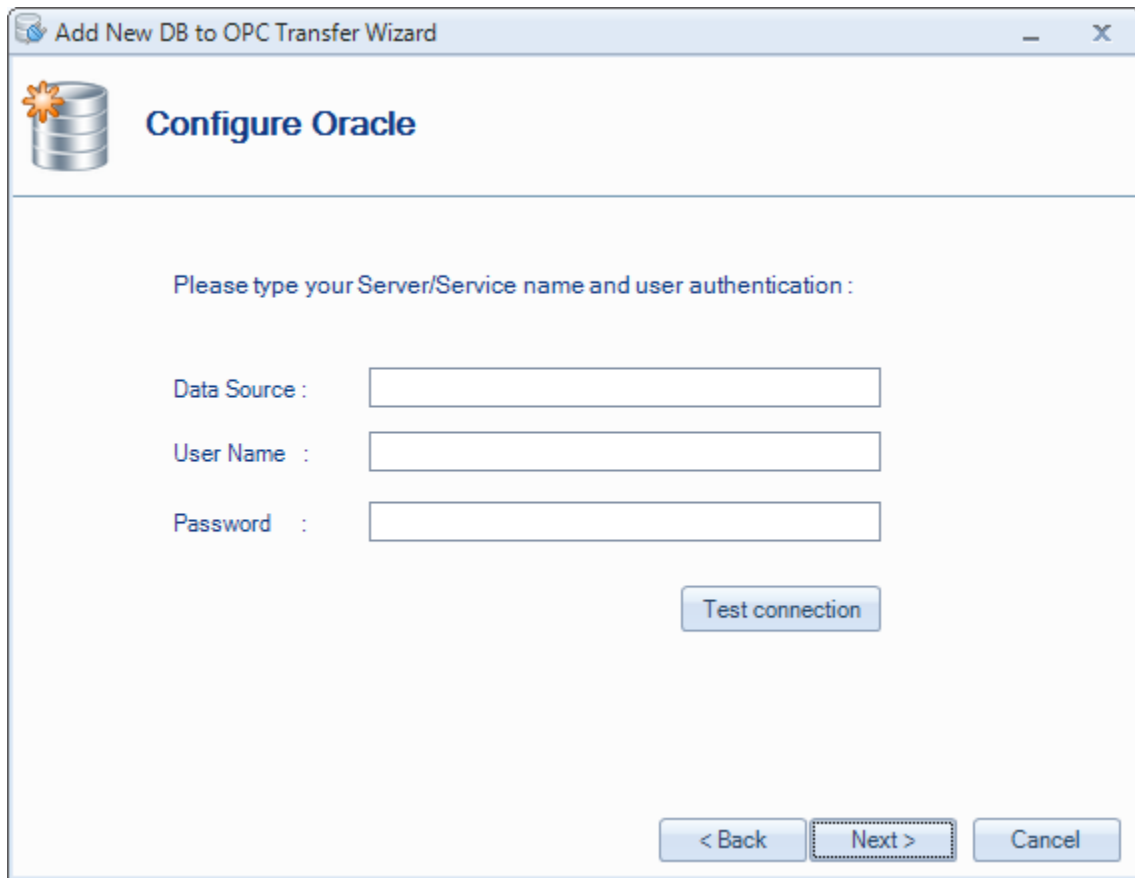 Add New DB to OPC Transfer Wizard
Configure Oracle
Please type your Server/Service name and user authentication :
Data Source :
User Name :
Password :
Test connection
< Back Next > Cancel